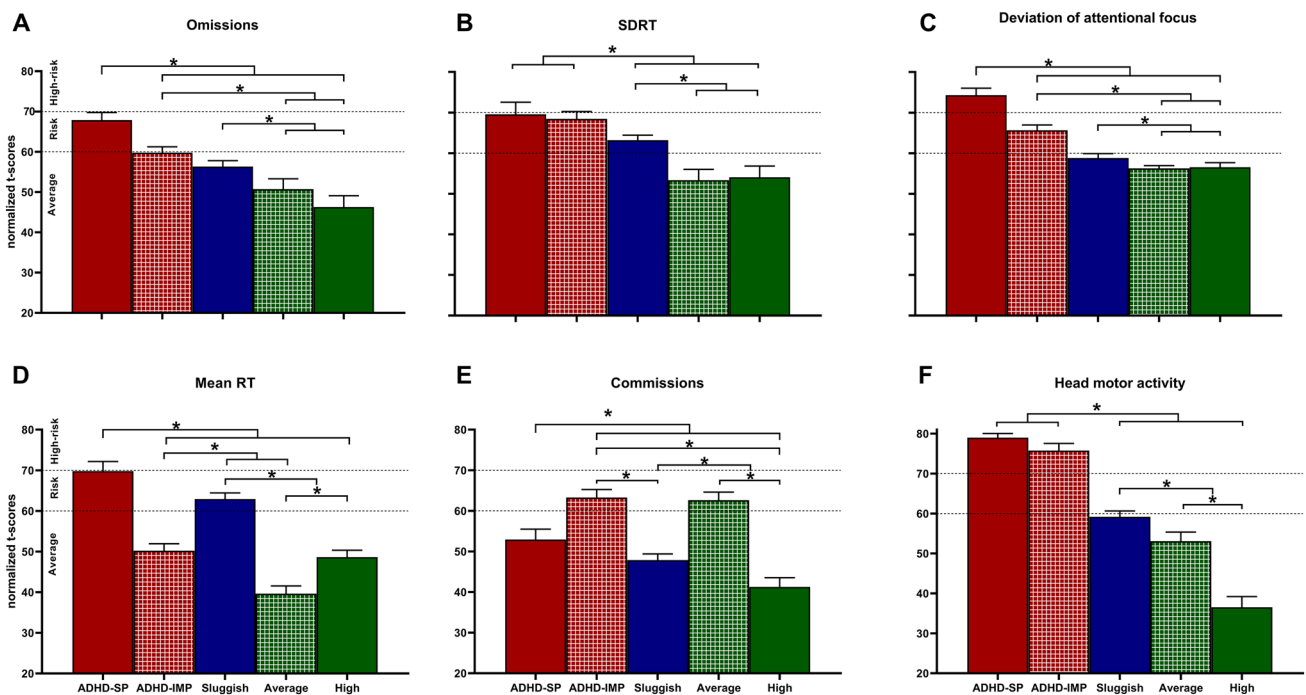 A
Omissions
B
SDRT
C
Deviation of attentional focus
normalized t-scores
High-risk
Risk
Average
80
70
60
50
40
30
20
*
*
*
*
*
*
*
*
D
Mean RT
E
Commissions
F
Head motor activity
normalized t-scores
High-risk
Risk
Average
80
70
60
50
40
30
20
*
*
*
*
ADHD-SP ADHD-IMP Sluggish Average High
80
70
60
50
40
30
20
*
*
*
*
*
ADHD-SP ADHD-IMP Sluggish Average High
80
70
60
50
40
30
20
*
*
*
ADHD-SP ADHD-IMP Sluggish Average High